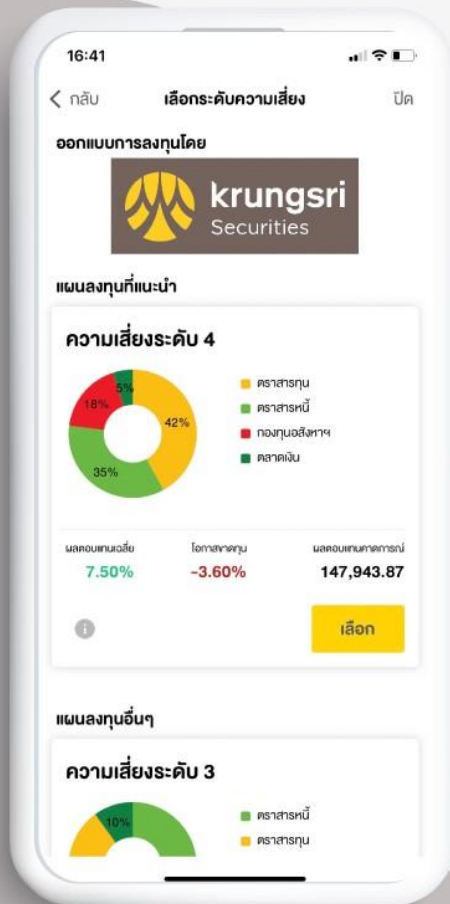 16:41
กลับ เลือกระดับความเสี่ยง ปิด
ออกแบบการลงทุนโดย
krungsri
Securities
แผนลงทุนที่แนะนำ
ความเสี่ยงระดับ 4
5%
18%
42%
35%
ตราสารทุน
ตราสารหนี้
กองทุนอสังหาฯ
ตลาดเงิน
ผลตอบแทนเฉลี่ย โอกาสขาดทุน ผลตอบแทนคาดการณ์
7.50% -3.60% 147,943.87
เลือก
แผนลงทุนอื่นๆ
ความเสี่ยงระดับ 3
10%
ตราสารหนี้
ตราสารทุน